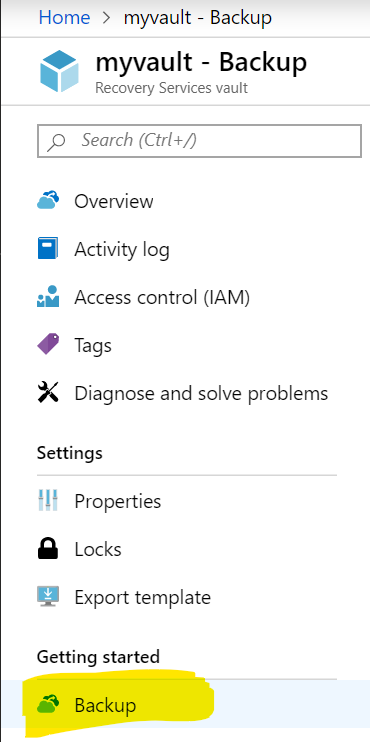 Home > myvault - Backup
myvault - Backup
Recovery Services vault
Search (Ctrl+/)
Overview
Activity log
Access control (IAM)
Tags
Diagnose and solve problems
Settings
Properties
Locks
Export template
Getting started
Backup